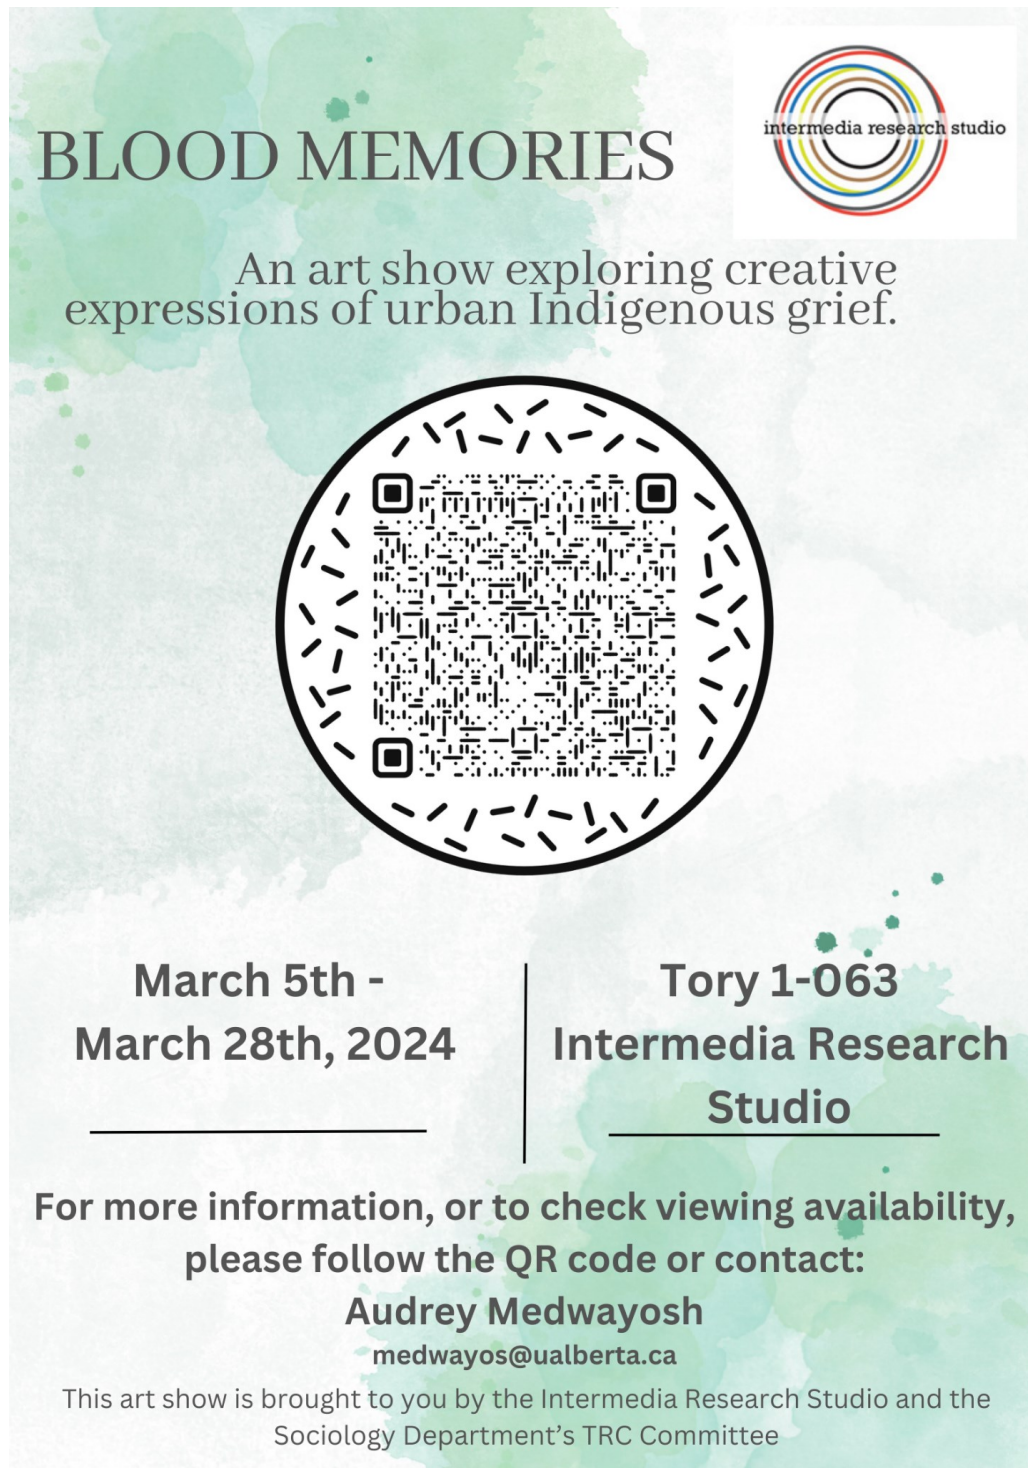 BLOOD MEMORIES
intermedia research studio
An art show exploring creative
expressions of urban Indigenous grief.
March 5th -
March 28th, 2024
Tory 1-063
Intermedia Research
Studio
For more information, or to check viewing availability,
please follow the QR code or contact:
Audrey Medwayosh
medwayos@ualberta.ca
This art show is brought to you by the Intermedia Research Studio and the
Sociology Department’s TRC Committee